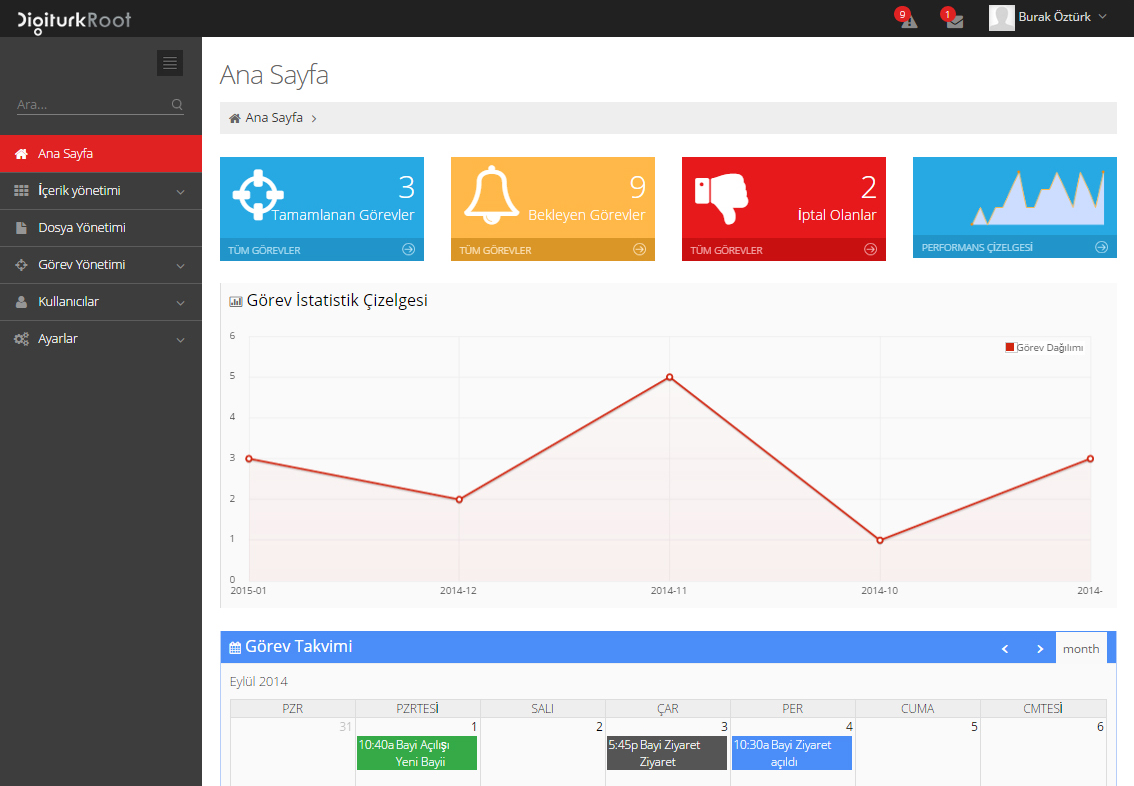 DigiturkRoot
9
1
Burak Öztürk
Ara...
Ana Sayfa
İçerik yönetimi
Dosya Yönetimi
Görev Yönetimi
Kullanıcılar
Ayarlar
Ana Sayfa
Ana Sayfa
3
Tamamlanan Görevler
TÜM GÖREVLER
9
Bekleyen Görevler
TÜM GÖREVLER
2
İptal Olanlar
TÜM GÖREVLER
PERFORMANS ÇİZELGESİ
Görev İstatistik Çizelgesi
Görev Dağılımı
6
5
4
3
2
1
0
2015-01 2014-12 2014-11 2014-10 2014-
Görev Takvimi
month
Eylül 2014
PZR PZRTESİ SALI ÇAR PER CUMA CMTESİ
31 1 2 3 4 5 6
10:40a Bayi Açılışı
Yeni Bayii
5:45p Bayi Ziyaret
Ziyaret
10:30a Bayi Ziyaret
açıldı